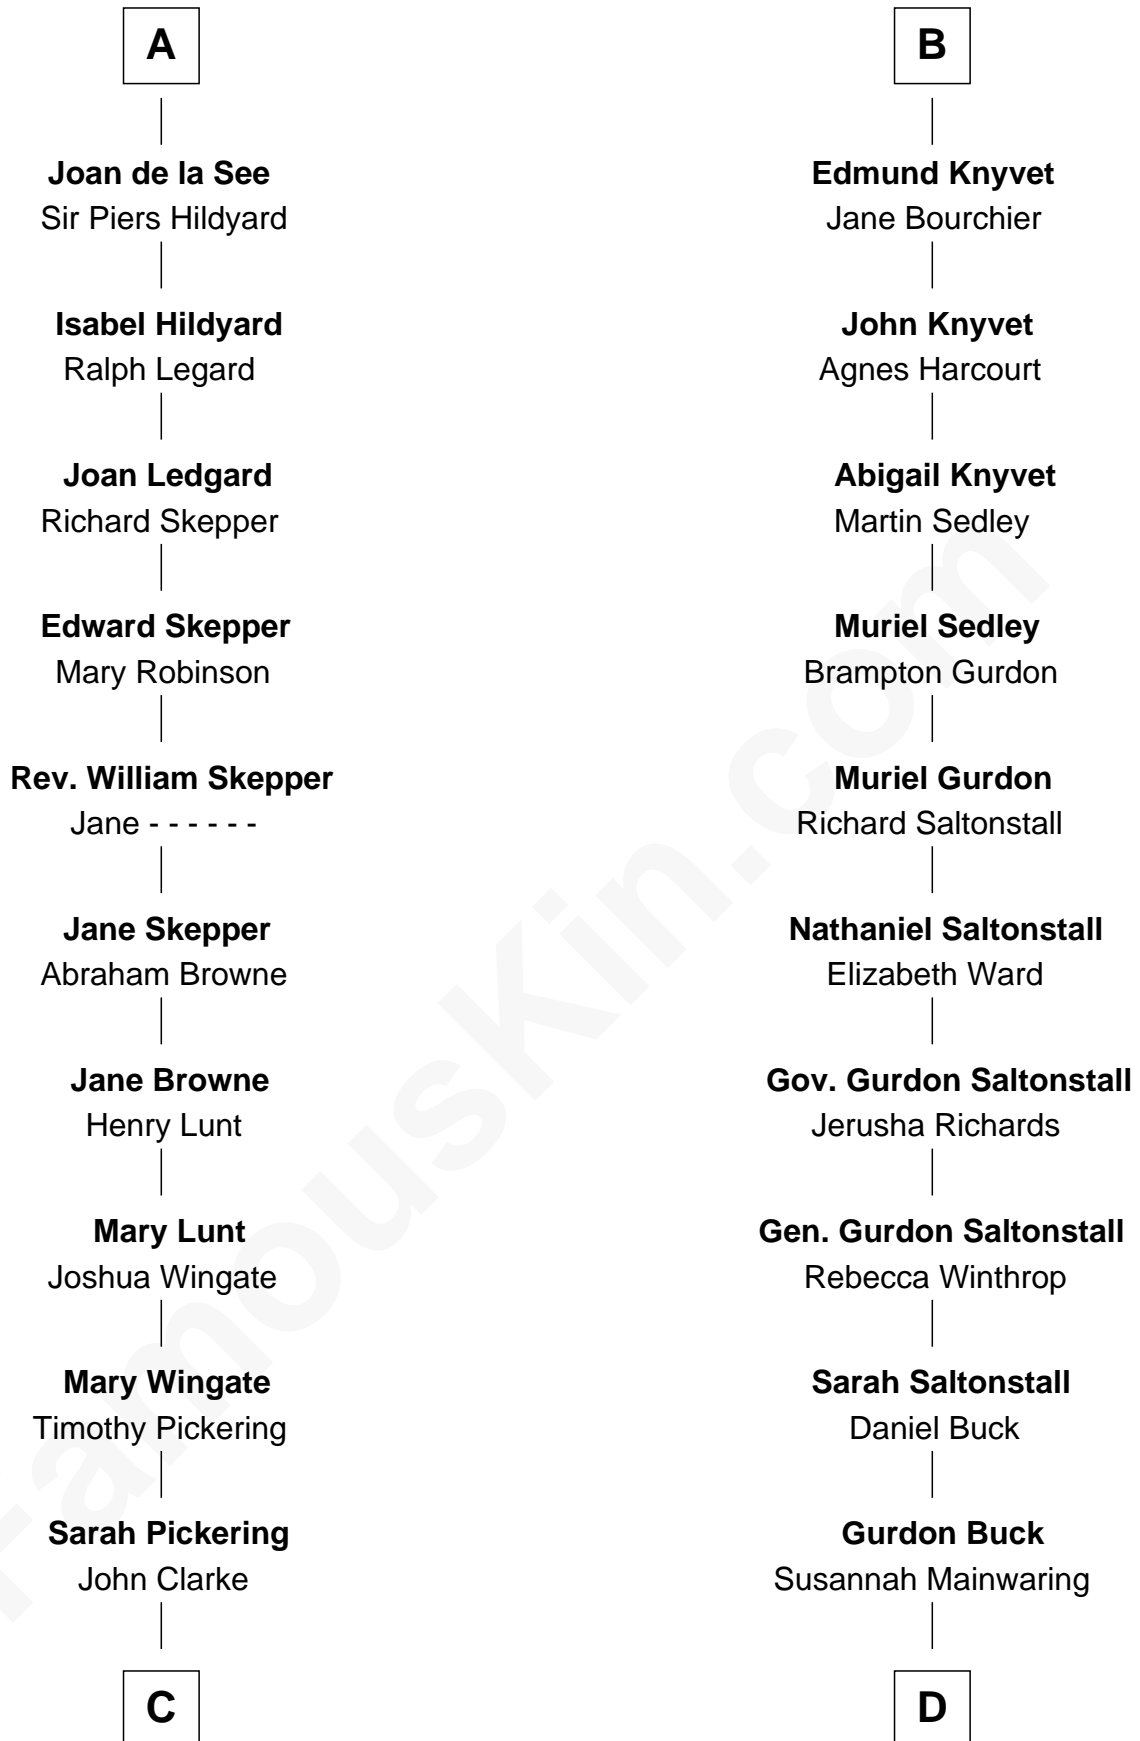 A
Joan de la See
Sir Piers Hildyard
Isabel Hildyard
Ralph Legard
Joan Ledgard
Richard Skepper
Edward Skepper
Mary Robinson
Rev. William Skepper
Jane - - - - - -
Jane Skepper
Abraham Browne
Jane Browne
Henry Lunt
Mary Lunt
Joshua Wingate
Mary Wingate
Timothy Pickering
Sarah Pickering
John Clarke
C
B
Edmund Knyvet
Jane Bourchier
John Knyvet
Agnes Harcourt
Abigail Knyvet
Martin Sedley
Muriel Sedley
Brampton Gurdon
Muriel Gurdon
Richard Saltonstall
Nathaniel Saltonstall
Elizabeth Ward
Gov. Gurdon Saltonstall
Jerusha Richards
Gen. Gurdon Saltonstall
Rebecca Winthrop
Sarah Saltonstall
Daniel Buck
Gurdon Buck
Susannah Mainwaring
D
FamousKin.com